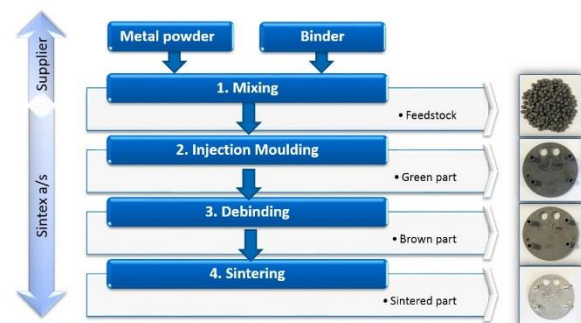 Metal powder
Binder
Supplier
1. Mixing
• Feedstock
Sintex a/s
2. Injection Moulding
• Green part
3. Debinding
• Brown part
4. Sintering
• Sintered part